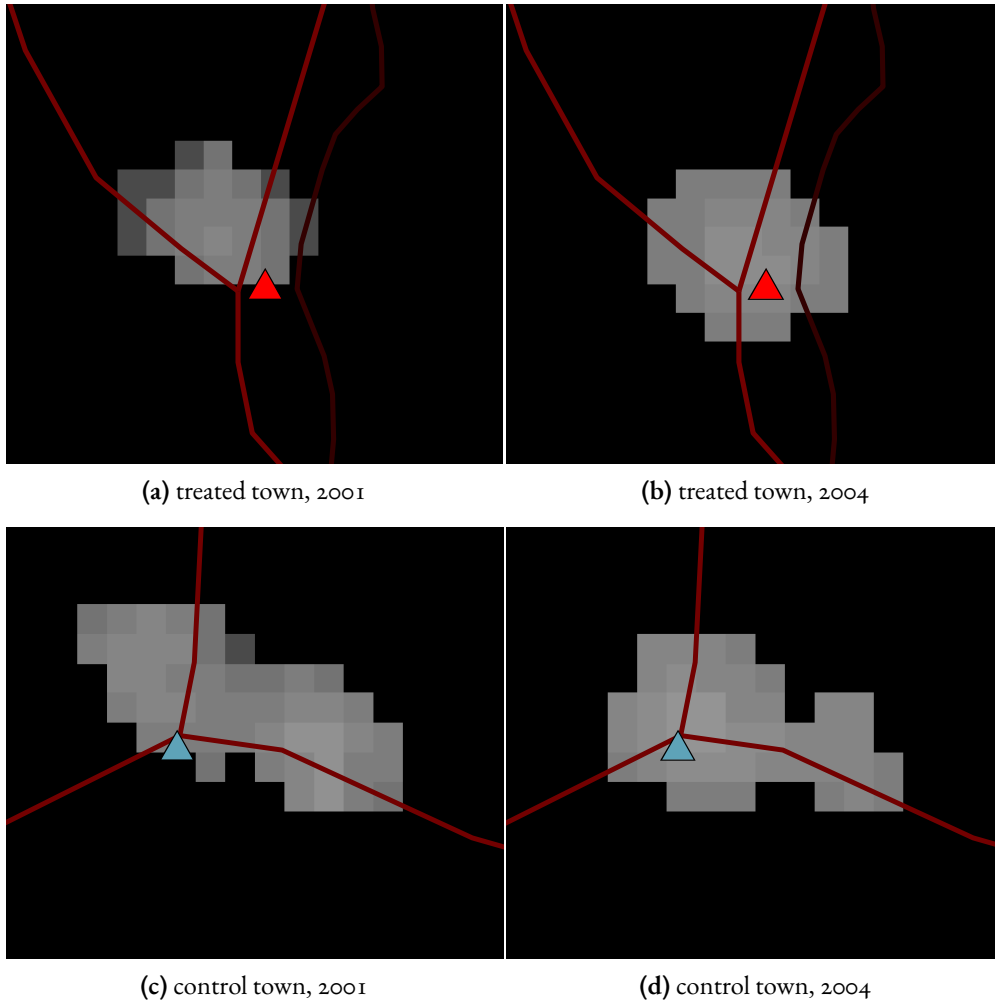 (a) treated town, 2001
(b) treated town, 2004
(c) control town, 2001
(d) control town, 2004